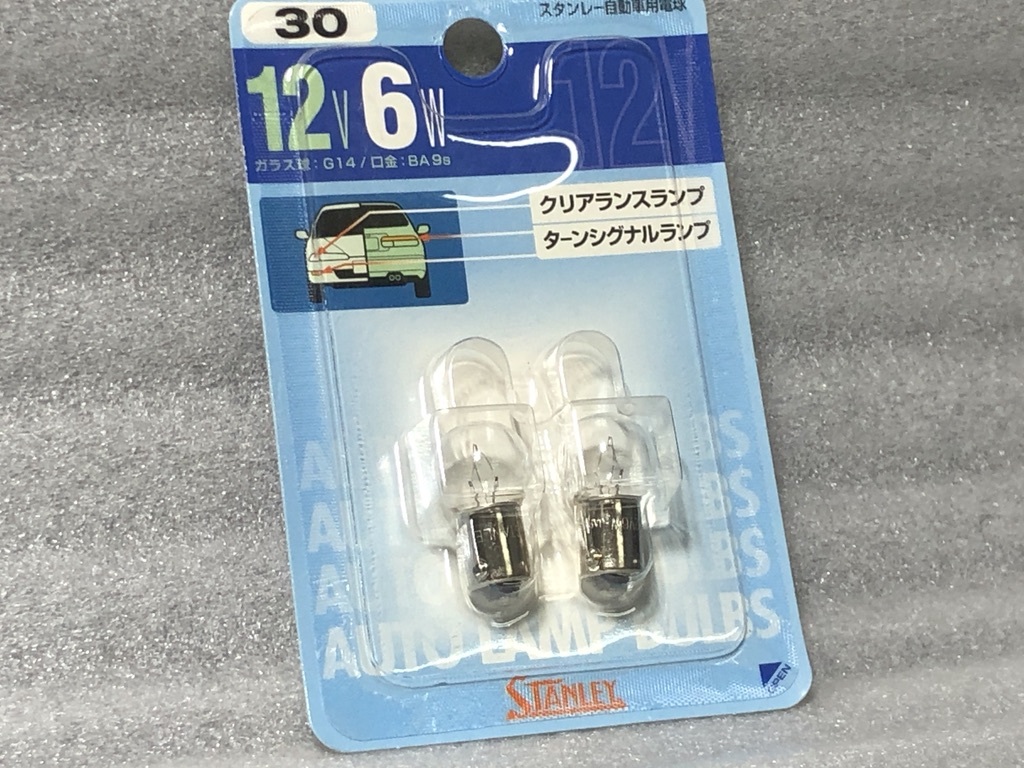 スタンレー自動車用電球
30
12V 6W
12V
ガラス球:G14/口金:BA9s
クリアランスランプ
ターンシグナルランプ
AUTO LAMP BULBS
STANLEY
OPEN